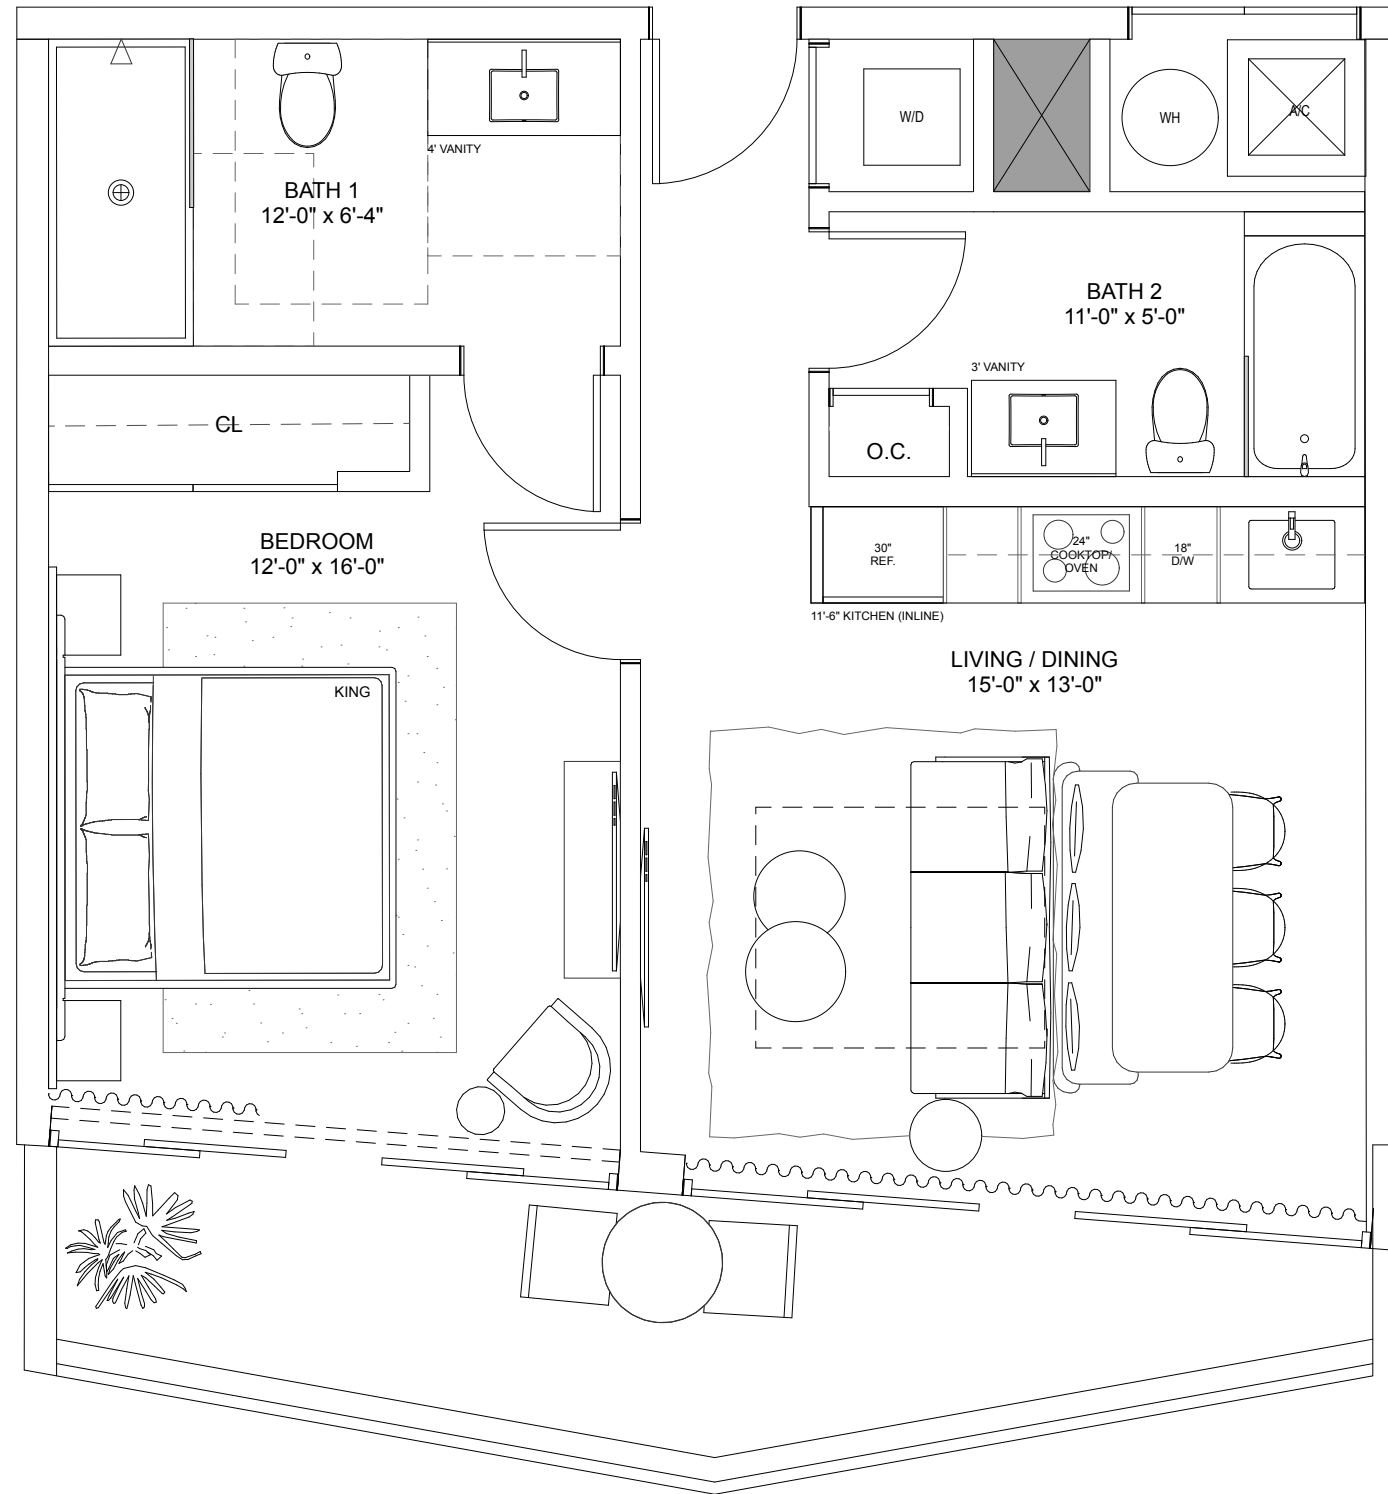 W/D
WH
A/C
4' VANITY
BATH 1
12'-0" x 6'-4"
BATH 2
11'-0" x 5'-0"
3' VANITY
CL
O.C.
BEDROOM
12'-0" x 16'-0"
30"
REF.
24"
COOKTOP/
OVEN
18"
D/W
11'-6" KITCHEN (INLINE)
LIVING / DINING
15'-0" x 13'-0"
KING